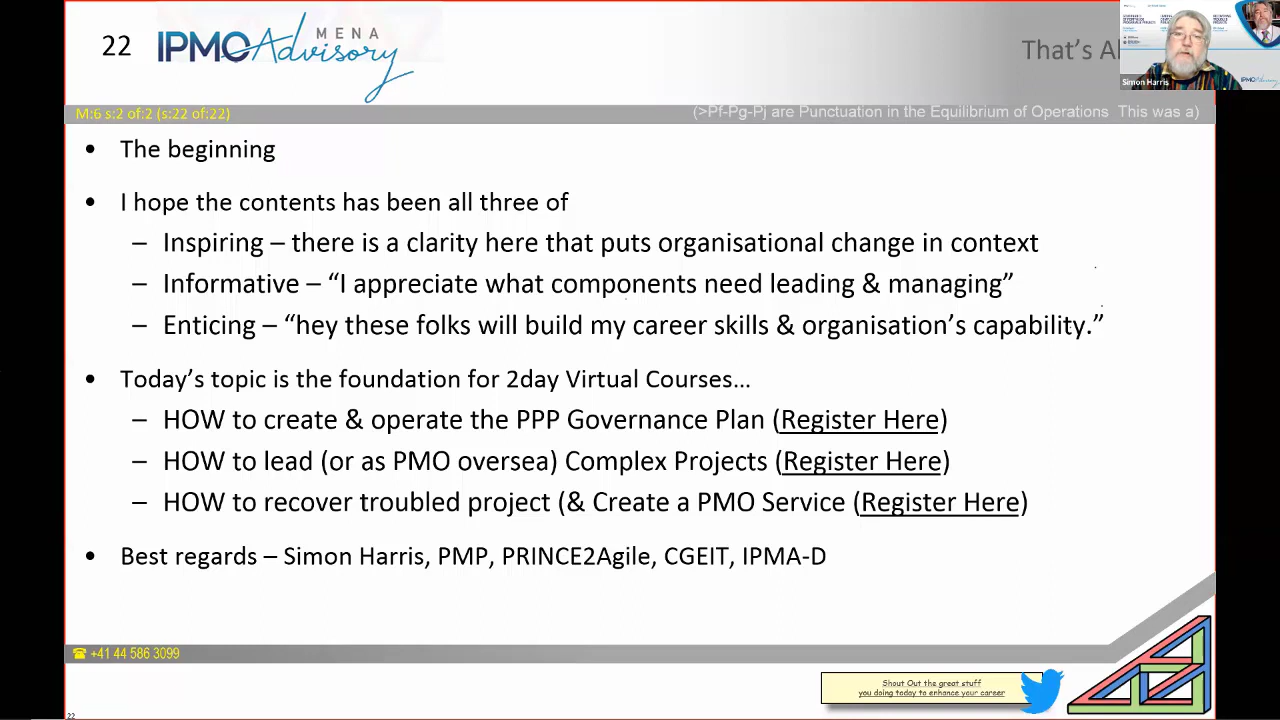 22
IPMO Advisory
MENA
That's Al
Simon Harris
M:6 s:2 of:2 (s:22 of:22)
(>Pf-Pg-Pj are Punctuation in the Equilibrium of Operations This was a)
• The beginning
• I hope the contents has been all three of
– Inspiring – there is a clarity here that puts organisational change in context
– Informative – “I appreciate what components need leading & managing”
– Enticing – “hey these folks will build my career skills & organisation’s capability.”
• Today’s topic is the foundation for 2day Virtual Courses…
– HOW to create & operate the PPP Governance Plan (Register Here)
– HOW to lead (or as PMO oversea) Complex Projects (Register Here)
– HOW to recover troubled project (& Create a PMO Service (Register Here)
• Best regards – Simon Harris, PMP, PRINCE2Agile, CGEIT, IPMA-D
☎ +41 44 586 3099
Shout Out the great stuff
you doing today to enhance your career
22